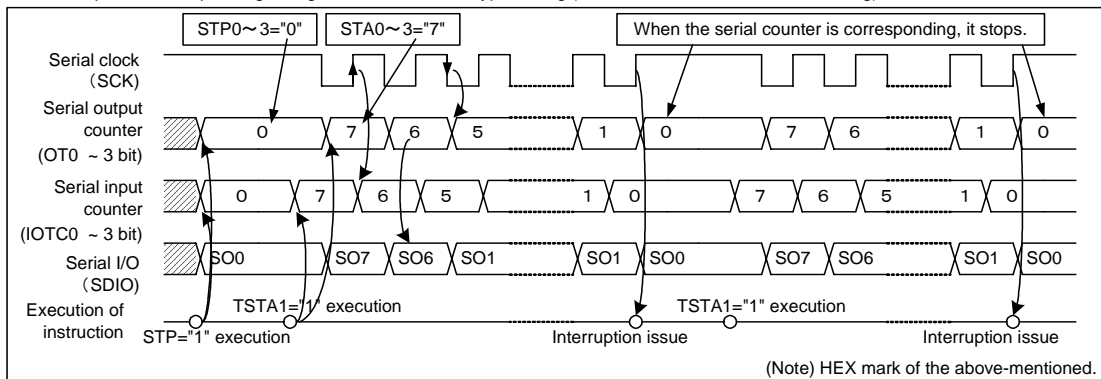 STP0～3="0"
STA0～3="7"
When the serial counter is corresponding, it stops.
Serial clock
（SCK）
Serial output
counter
(OT0 ~ 3 bit)
0 7 6 5 1 0 7 6 1 0
Serial input
counter
(IOTC0 ~ 3 bit)
0 7 6 5 1 0 7 6 5 1 0
Serial I/O
（SDIO）
SO0 SO7 SO6 SO1 SO1 SO0 SO7 SO6 SO1 SO0
Execution of
instruction
TSTA1="1" execution
TSTA1="1" execution
STP="1" execution
Interruption issue
Interruption issue
(Note) HEX mark of the above-mentioned.